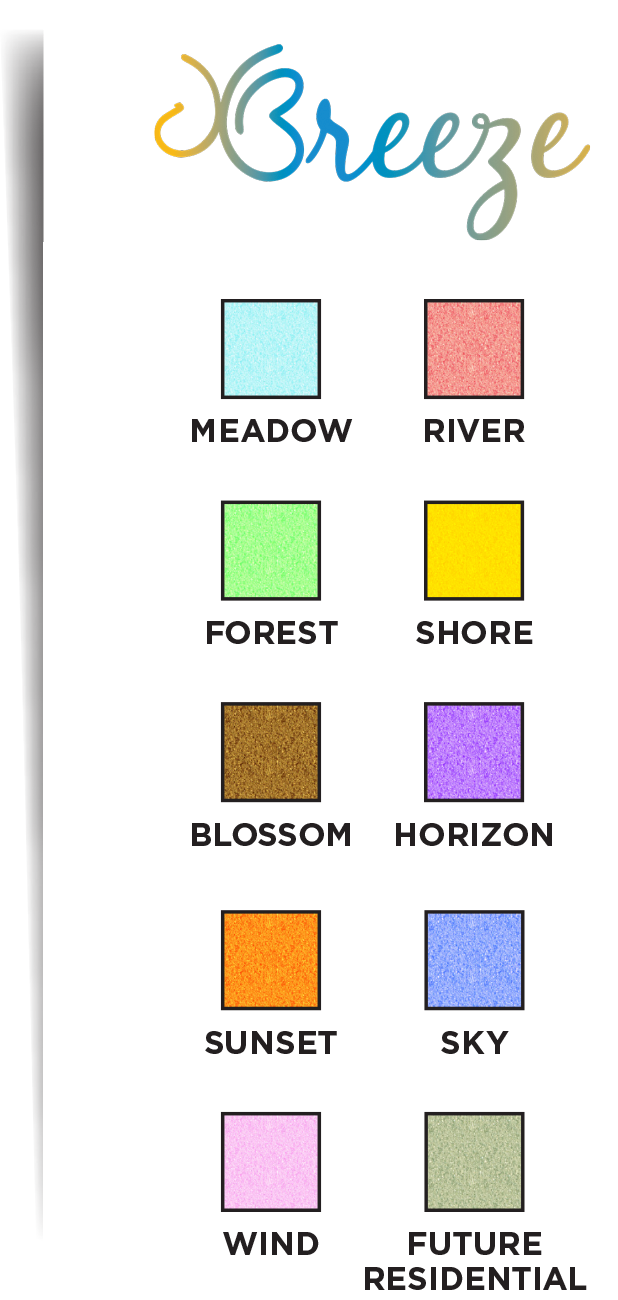 Breeze
MEADOW
RIVER
FOREST
SHORE
BLOSSOM
HORIZON
SUNSET
SKY
WIND
FUTURE
RESIDENTIAL